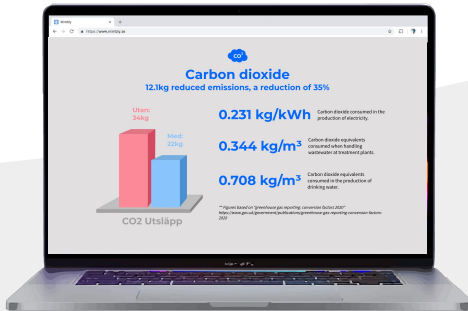 https://www.mimbly.se
CO²
Carbon dioxide
12.1kg reduced emissions, a reduction of 35%
Utan:
34kg
Med:
22kg
CO2 Utsläpp
0.231 kg/kWh
Carbon dioxide consumed in the
production of electricity.
0.344 kg/m³
Carbon dioxide equivalents
consumed when handling
wastewater at treatment plants.
0.708 kg/m³
Carbon dioxide equivalents
consumed in the production of
drinking water.
** Figures based on "greenhouse gas reporting: conversion factors 2020"
https://www.gov.uk/government/publications/greenhouse-gas-reporting-conversion-factors-
2020